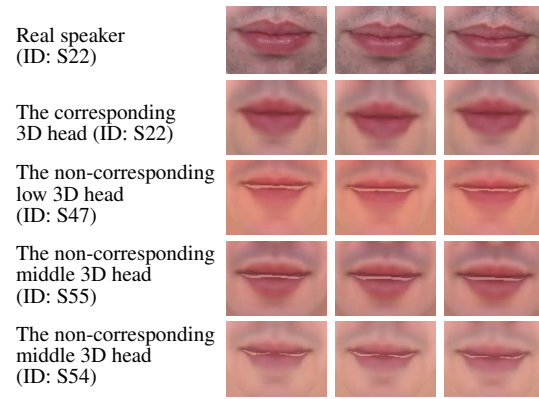 Real speaker
(ID: S22)
The corresponding
3D head (ID: S22)
The non-corresponding
low 3D head
(ID: S47)
The non-corresponding
middle 3D head
(ID: S55)
The non-corresponding
middle 3D head
(ID: S54)